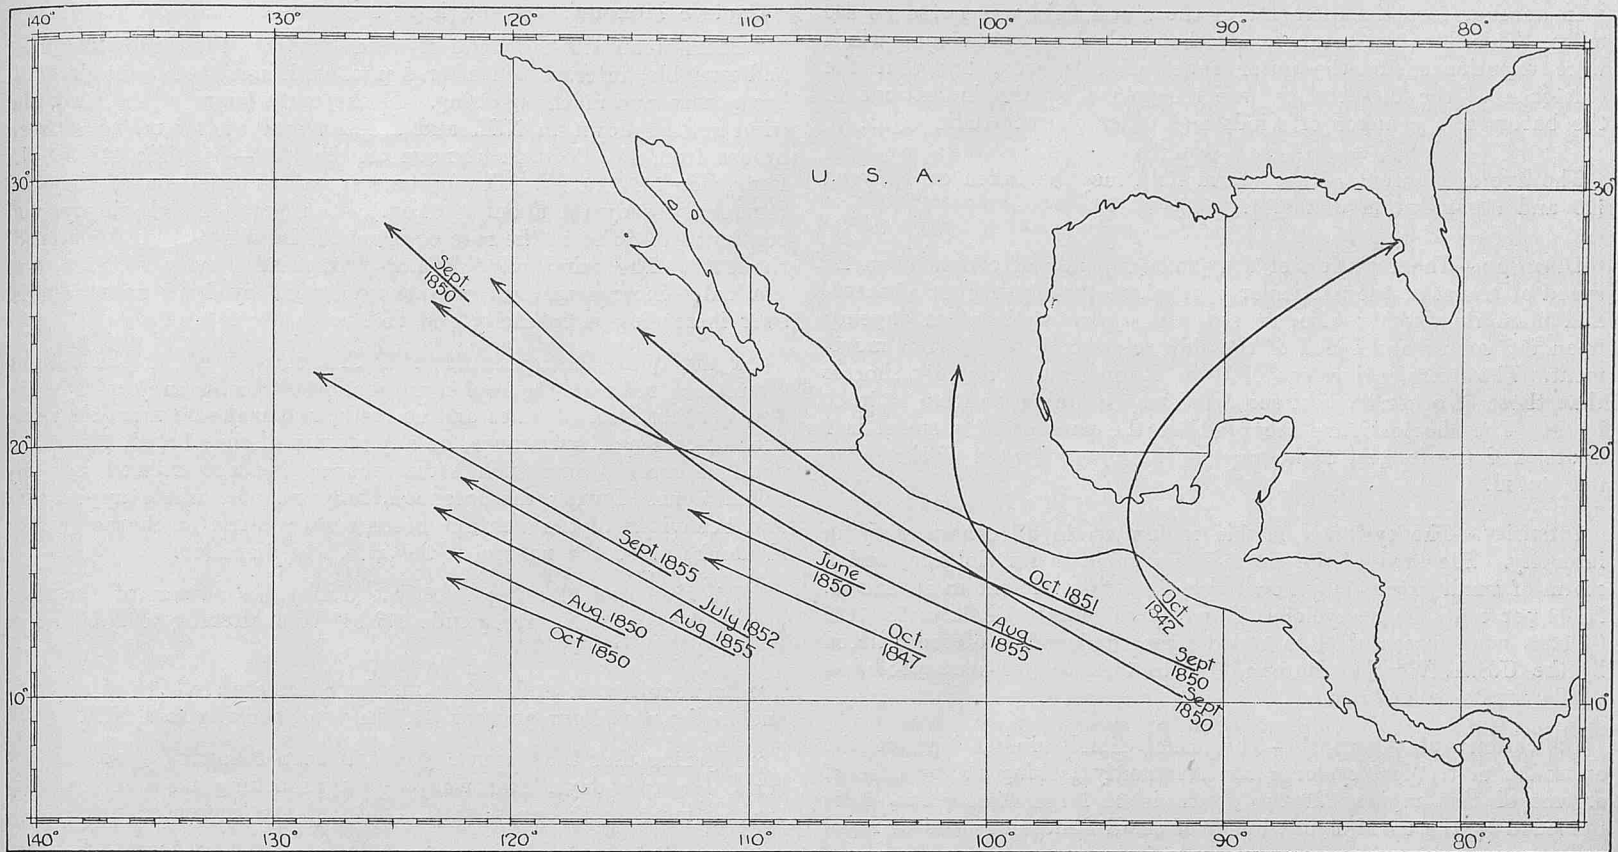 140° 130° 120° 110° 100° 90° 80°
U. S. A.
30° 30°
Sept.
1850
20° 20°
Sept. 1855
June
1850
Oct 1851
Oct
1842
Aug. 1850
July 1852
Aug. 1855
Oct 1850
Oct.
1847
Aug.
1855
Sept
1850
Sept
1850
10° 10°
140° 130° 120° 110° 100° 90° 80°